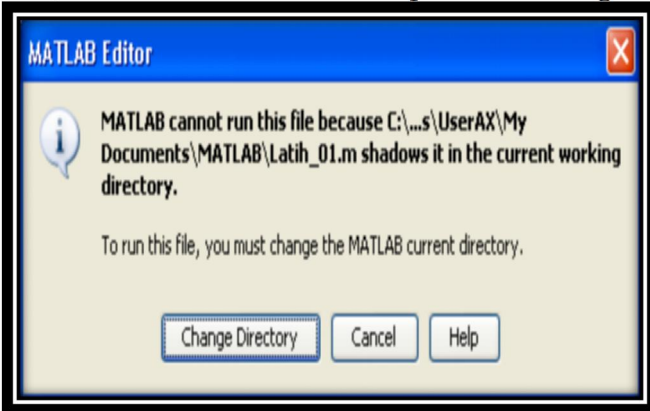 MATLAB Editor
MATLAB cannot run this file because C:\...s\UserAX\My
Documents\MATLAB\Latih_01.m shadows it in the current working
directory.
To run this file, you must change the MATLAB current directory.
Change Directory Cancel Help